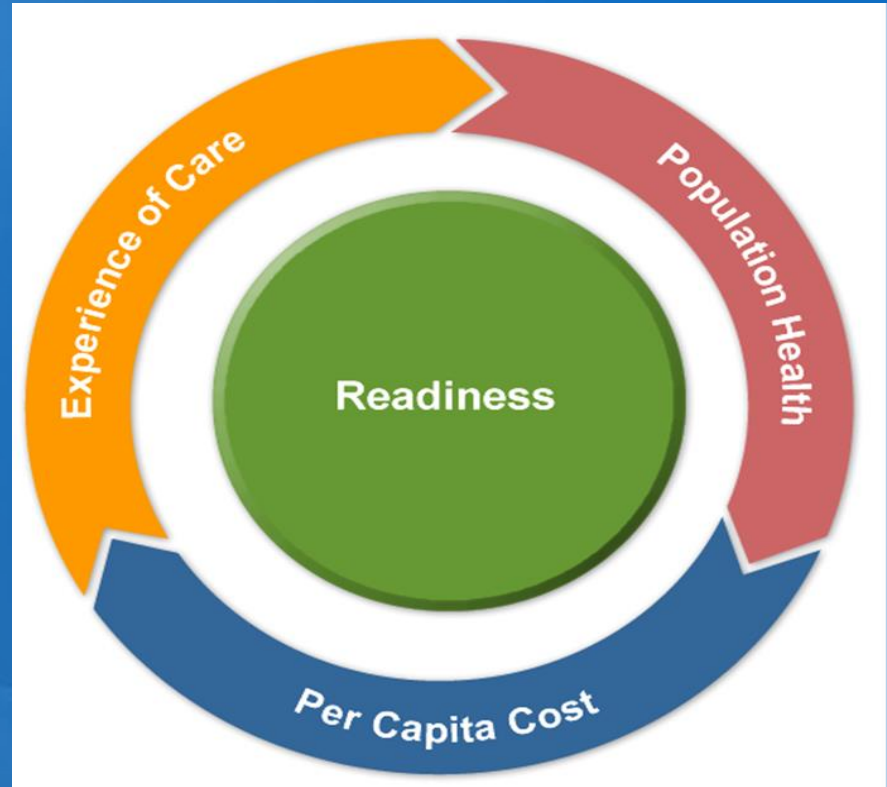 Experience of Care
Population Health
Readiness
Per Capita Cost